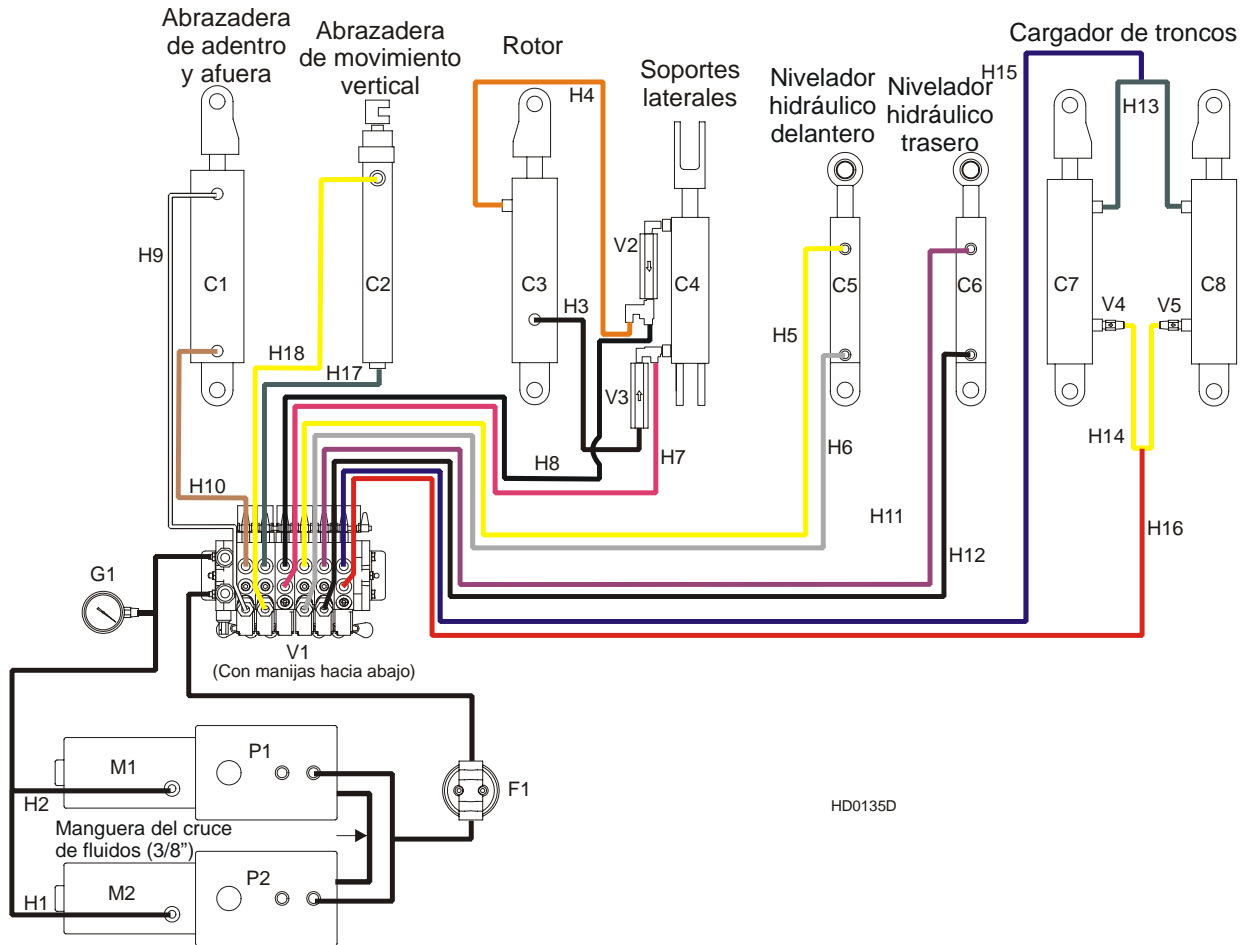 Abrazadera
de adentro
y afuera
Abrazadera
de movimiento
vertical
Rotor
Soportes
laterales
Nivelador
hidráulico
delantero
Nivelador
hidráulico
trasero
Cargador de troncos
H15
H13
H4
H9
V2
C1
C2
C3
C4
C5
C6
C7
C8
V4
V5
H3
H5
H18
H17
V3
H14
H6
H8
H7
H10
H11
H12
H16
G1
V1
(Con manijas hacia abajo)
M1
P1
F1
H2
HD0135D
Manguera del cruce
de fluidos (3/8”)
M2
P2
H1